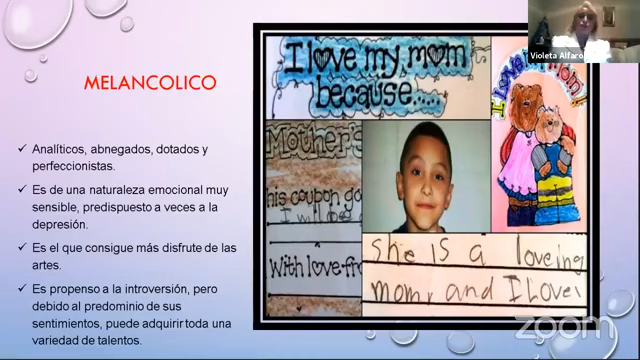 MELANCOLICO
✓ Analíticos, abnegados, dotados y
perfeccionistas.
✓ Es de una naturaleza emocional muy
sensible, predispuesto a veces a la
depresión.
✓ Es el que consigue más disfrute de las
artes.
✓ Es propenso a la introversión, pero
debido al predominio de sus
sentimientos, puede adquirir toda una
variedad de talentos.
I love my mom
because.....
Mother's
his coupon go
I will
With love fro
I Love
mom!
she is a loveing
mom, and I Love
Violeta Alfaro
zoom